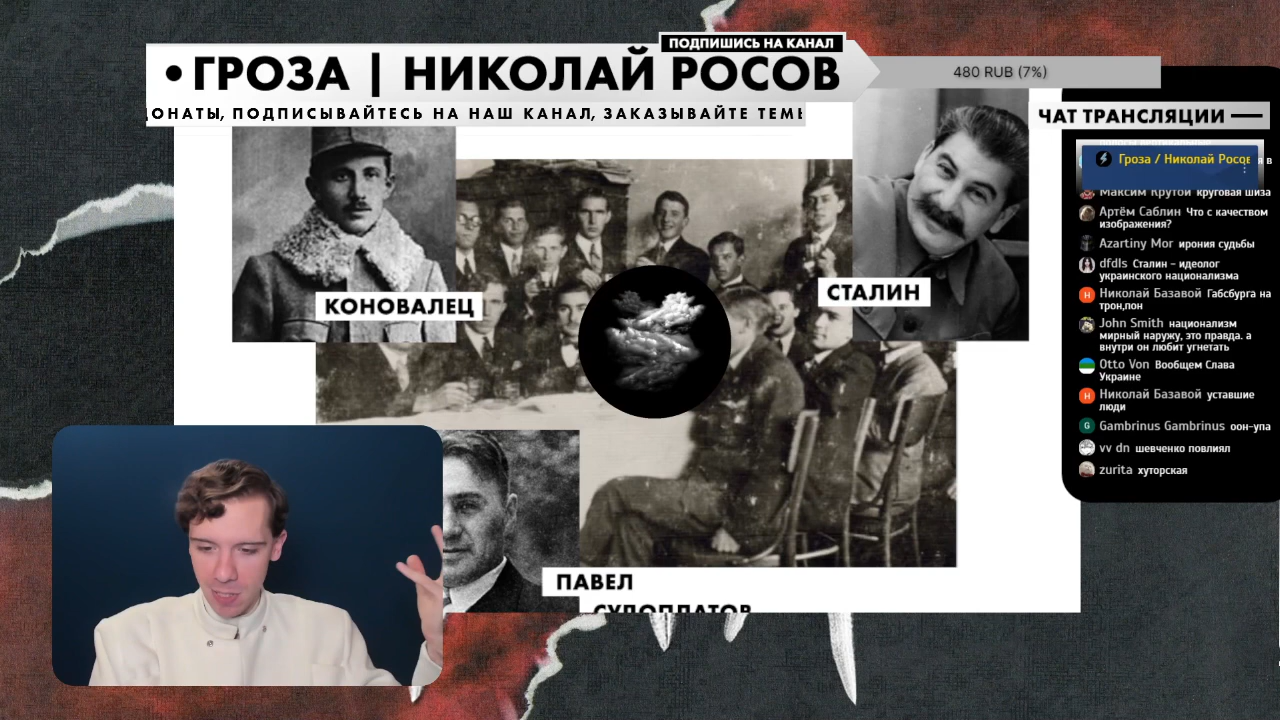 ПОДПИШИСЬ НА КАНАЛ
•ГРОЗА | НИКОЛАЙ РОСОВ
480 RUB (7%)
ОНАТЫ, ПОДПИСЫВАЙТЕСЬ НА НАШ КАНАЛ, ЗАКАЗЫВАЙТЕ ТЕМЫ
ЧАТ ТРАНСЛЯЦИИ —
Гроза / Николай Росов
Максим Крутой круговая шиза
Артём Саблин Что с качеством
изображения?
Azartiny Mor ирония судьбы
dfdls Сталин - идеолог
украинского национализма
Николай Базавой Габсбурга на
трон,пон
John Smith национализм
мирный наружу, это правда. а
внутри он любит угнетать
Otto Von Вообщем Слава
Украине
Николай Базавой уставшие
люди
Gambrinus Gambrinus оон-упа
vv dn шевченко повлиял
zurita хуторская
КОНОВАЛЕЦ
СТАЛИН
ПАВЕЛ
СУДОПЛАТОВ